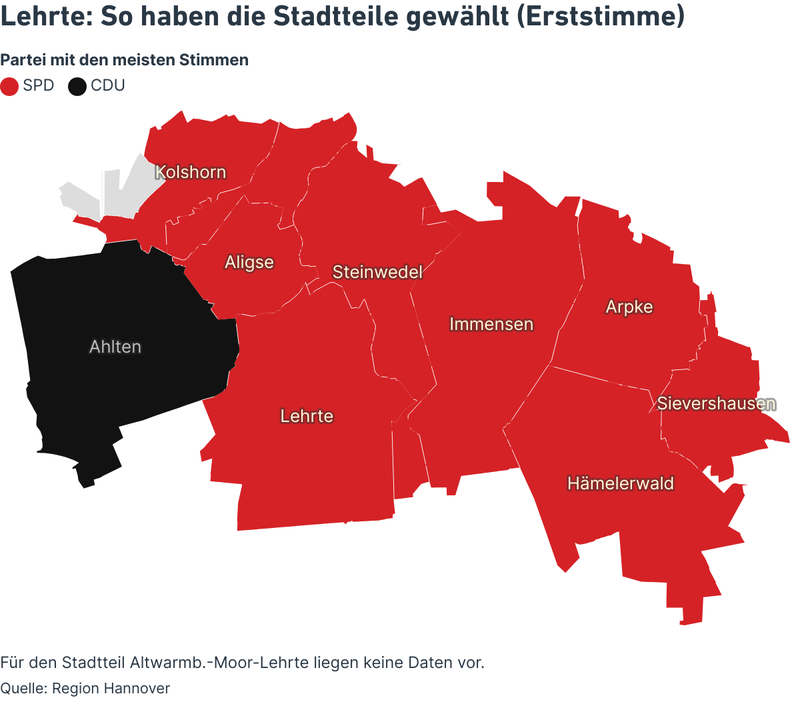 Lehrte: So haben die Stadtteile gewählt (Erststimme)
Partei mit den meisten Stimmen
SPD CDU
Kolshorn
Aligse
Steinwedel
Arpke
Immensen
Ahlten
Sievershausen
Lehrte
Hämelerwald
Für den Stadtteil Altwarmb.-Moor-Lehrte liegen keine Daten vor.
Quelle: Region Hannover